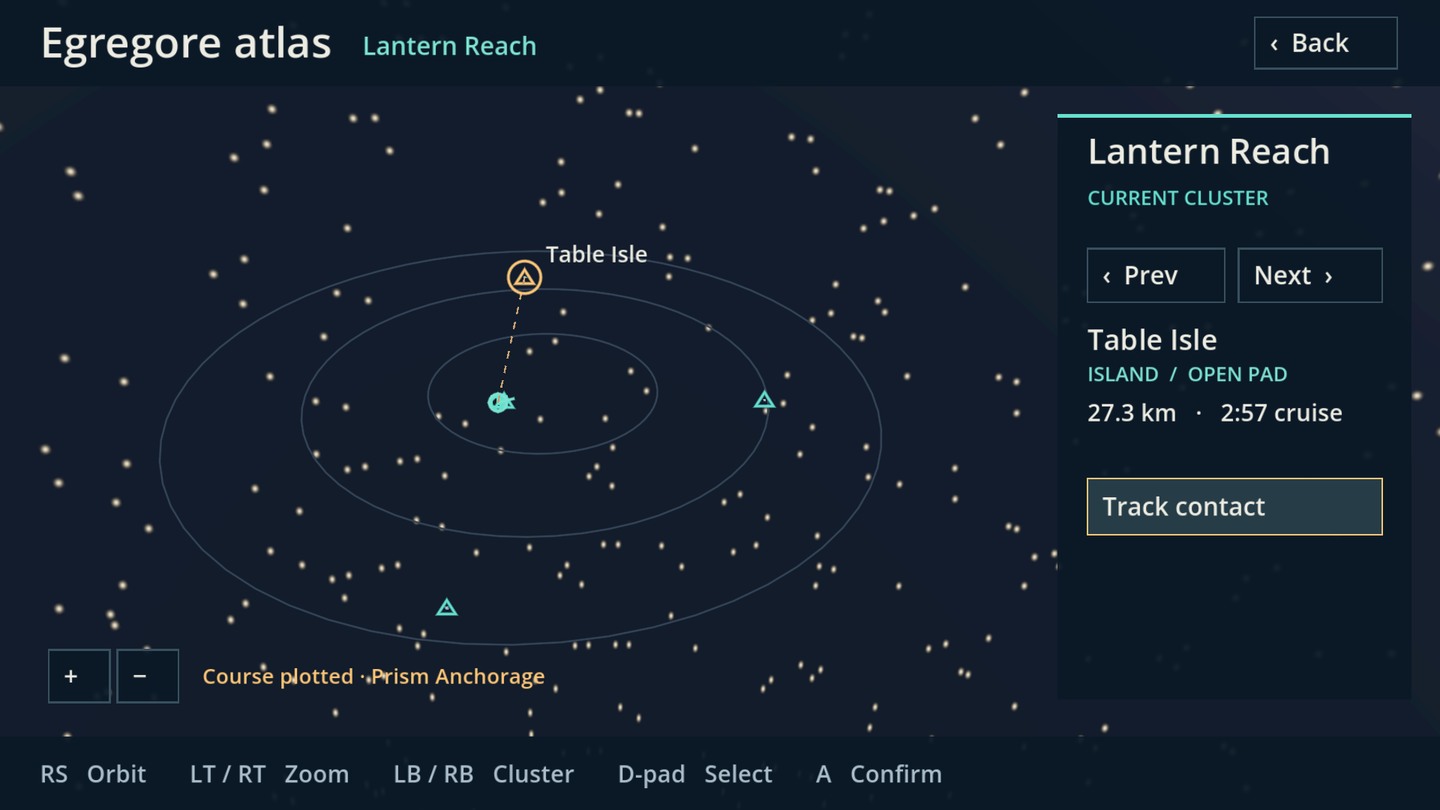 Egregore atlas Lantern Reach
‹ Back
Lantern Reach
CURRENT CLUSTER
‹ Prev Next ›
Table Isle
Table Isle
ISLAND / OPEN PAD
27.3 km · 2:57 cruise
Track contact
+ − Course plotted · Prism Anchorage
RS Orbit LT / RT Zoom LB / RB Cluster D-pad Select A Confirm